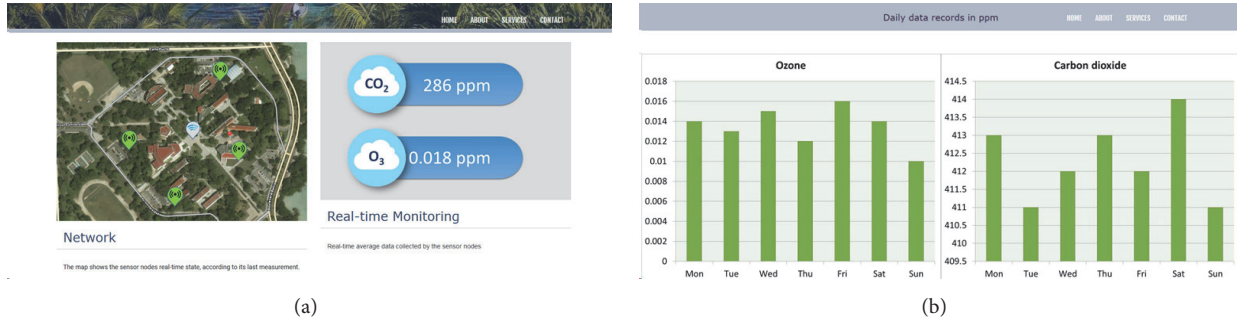 HOME ABOUT SERVICES CONTACT
CO2 286 ppm
O3 0.018 ppm
Network
The map shows the sensor nodes real-time state, according to its last measurement.
Real-time Monitoring
Real-time average data collected by the sensor nodes
(a)
Daily data records in ppm HOME ABOUT SERVICES CONTACT
Ozone
0.018
0.016
0.014
0.012
0.01
0.008
0.006
0.004
0.002
0
Mon Tue Wed Thu Fri Sat Sun
Carbon dioxide
414.5
414
413.5
413
412.5
412
411.5
411
410.5
410
409.5
Mon Tue Wed Thu Fri Sat Sun
(b)